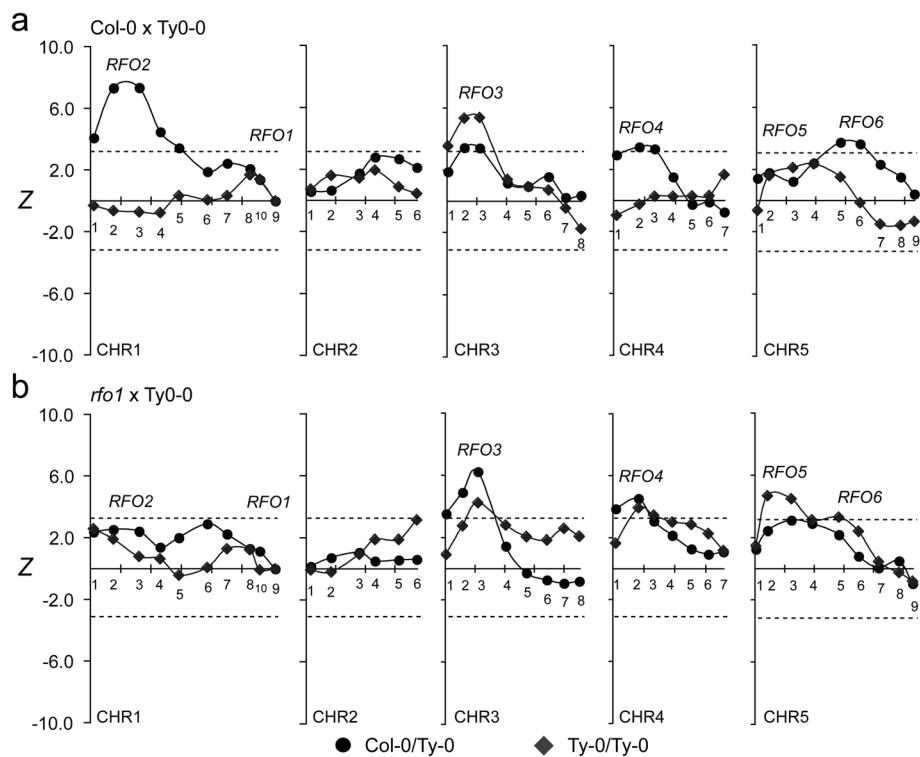 a
Col-0 x Ty0-0
10.0
RFO2
RFO3
6.0
RFO1
RFO4
RFO5
RFO6
2.0
Z
1 2 3 4 5 6 7 8 10 9
1 2 3 4 5 6
1 2 3 4 5 6 7 8
1 2 3 4 5 6 7
1 2 3 4 5 6 7 8 9
-2.0
-6.0
-10.0
CHR1
CHR2
CHR3
CHR4
CHR5
b
rfo1 x Ty0-0
10.0
RFO3
6.0
RFO2
RFO1
RFO4
RFO5
RFO6
2.0
Z
1 2 3 4 5 6 7 8 10 9
1 2 3 4 5 6
1 2 3 4 5 6 7 8
1 2 3 4 5 6 7
1 2 3 4 5 6 7 8 9
-2.0
-6.0
-10.0
CHR1
CHR2
CHR3
CHR4
CHR5
Col-0/Ty-0
Ty-0/Ty-0